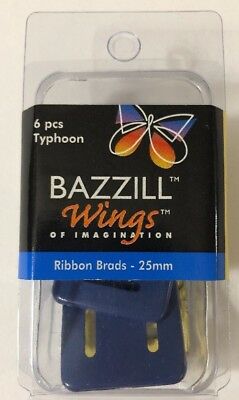 6 pcs
Typhoon
BAZZILL™
Wings™
OF IMAGINATION
Ribbon Brads - 25mm